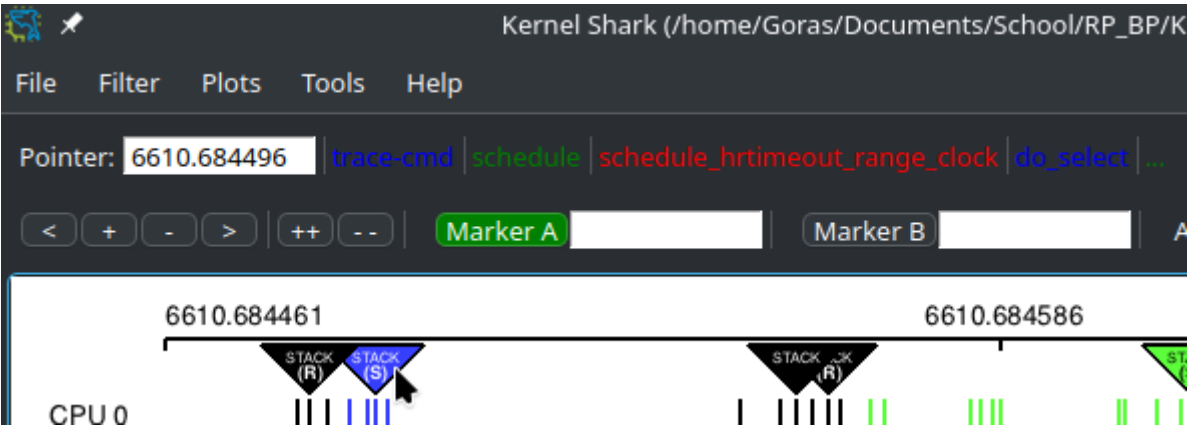 Kernel Shark (/home/Goras/Documents/School/RP_BP/K
File Filter Plots Tools Help
Pointer: 6610.684496 trace-cmd schedule schedule_hrtimeout_range_clock do_select ...
< + - > ++ -- Marker A Marker B A
6610.684461 6610.684586
STACK STACK STACK
(R) (S) (R)
CPU 0